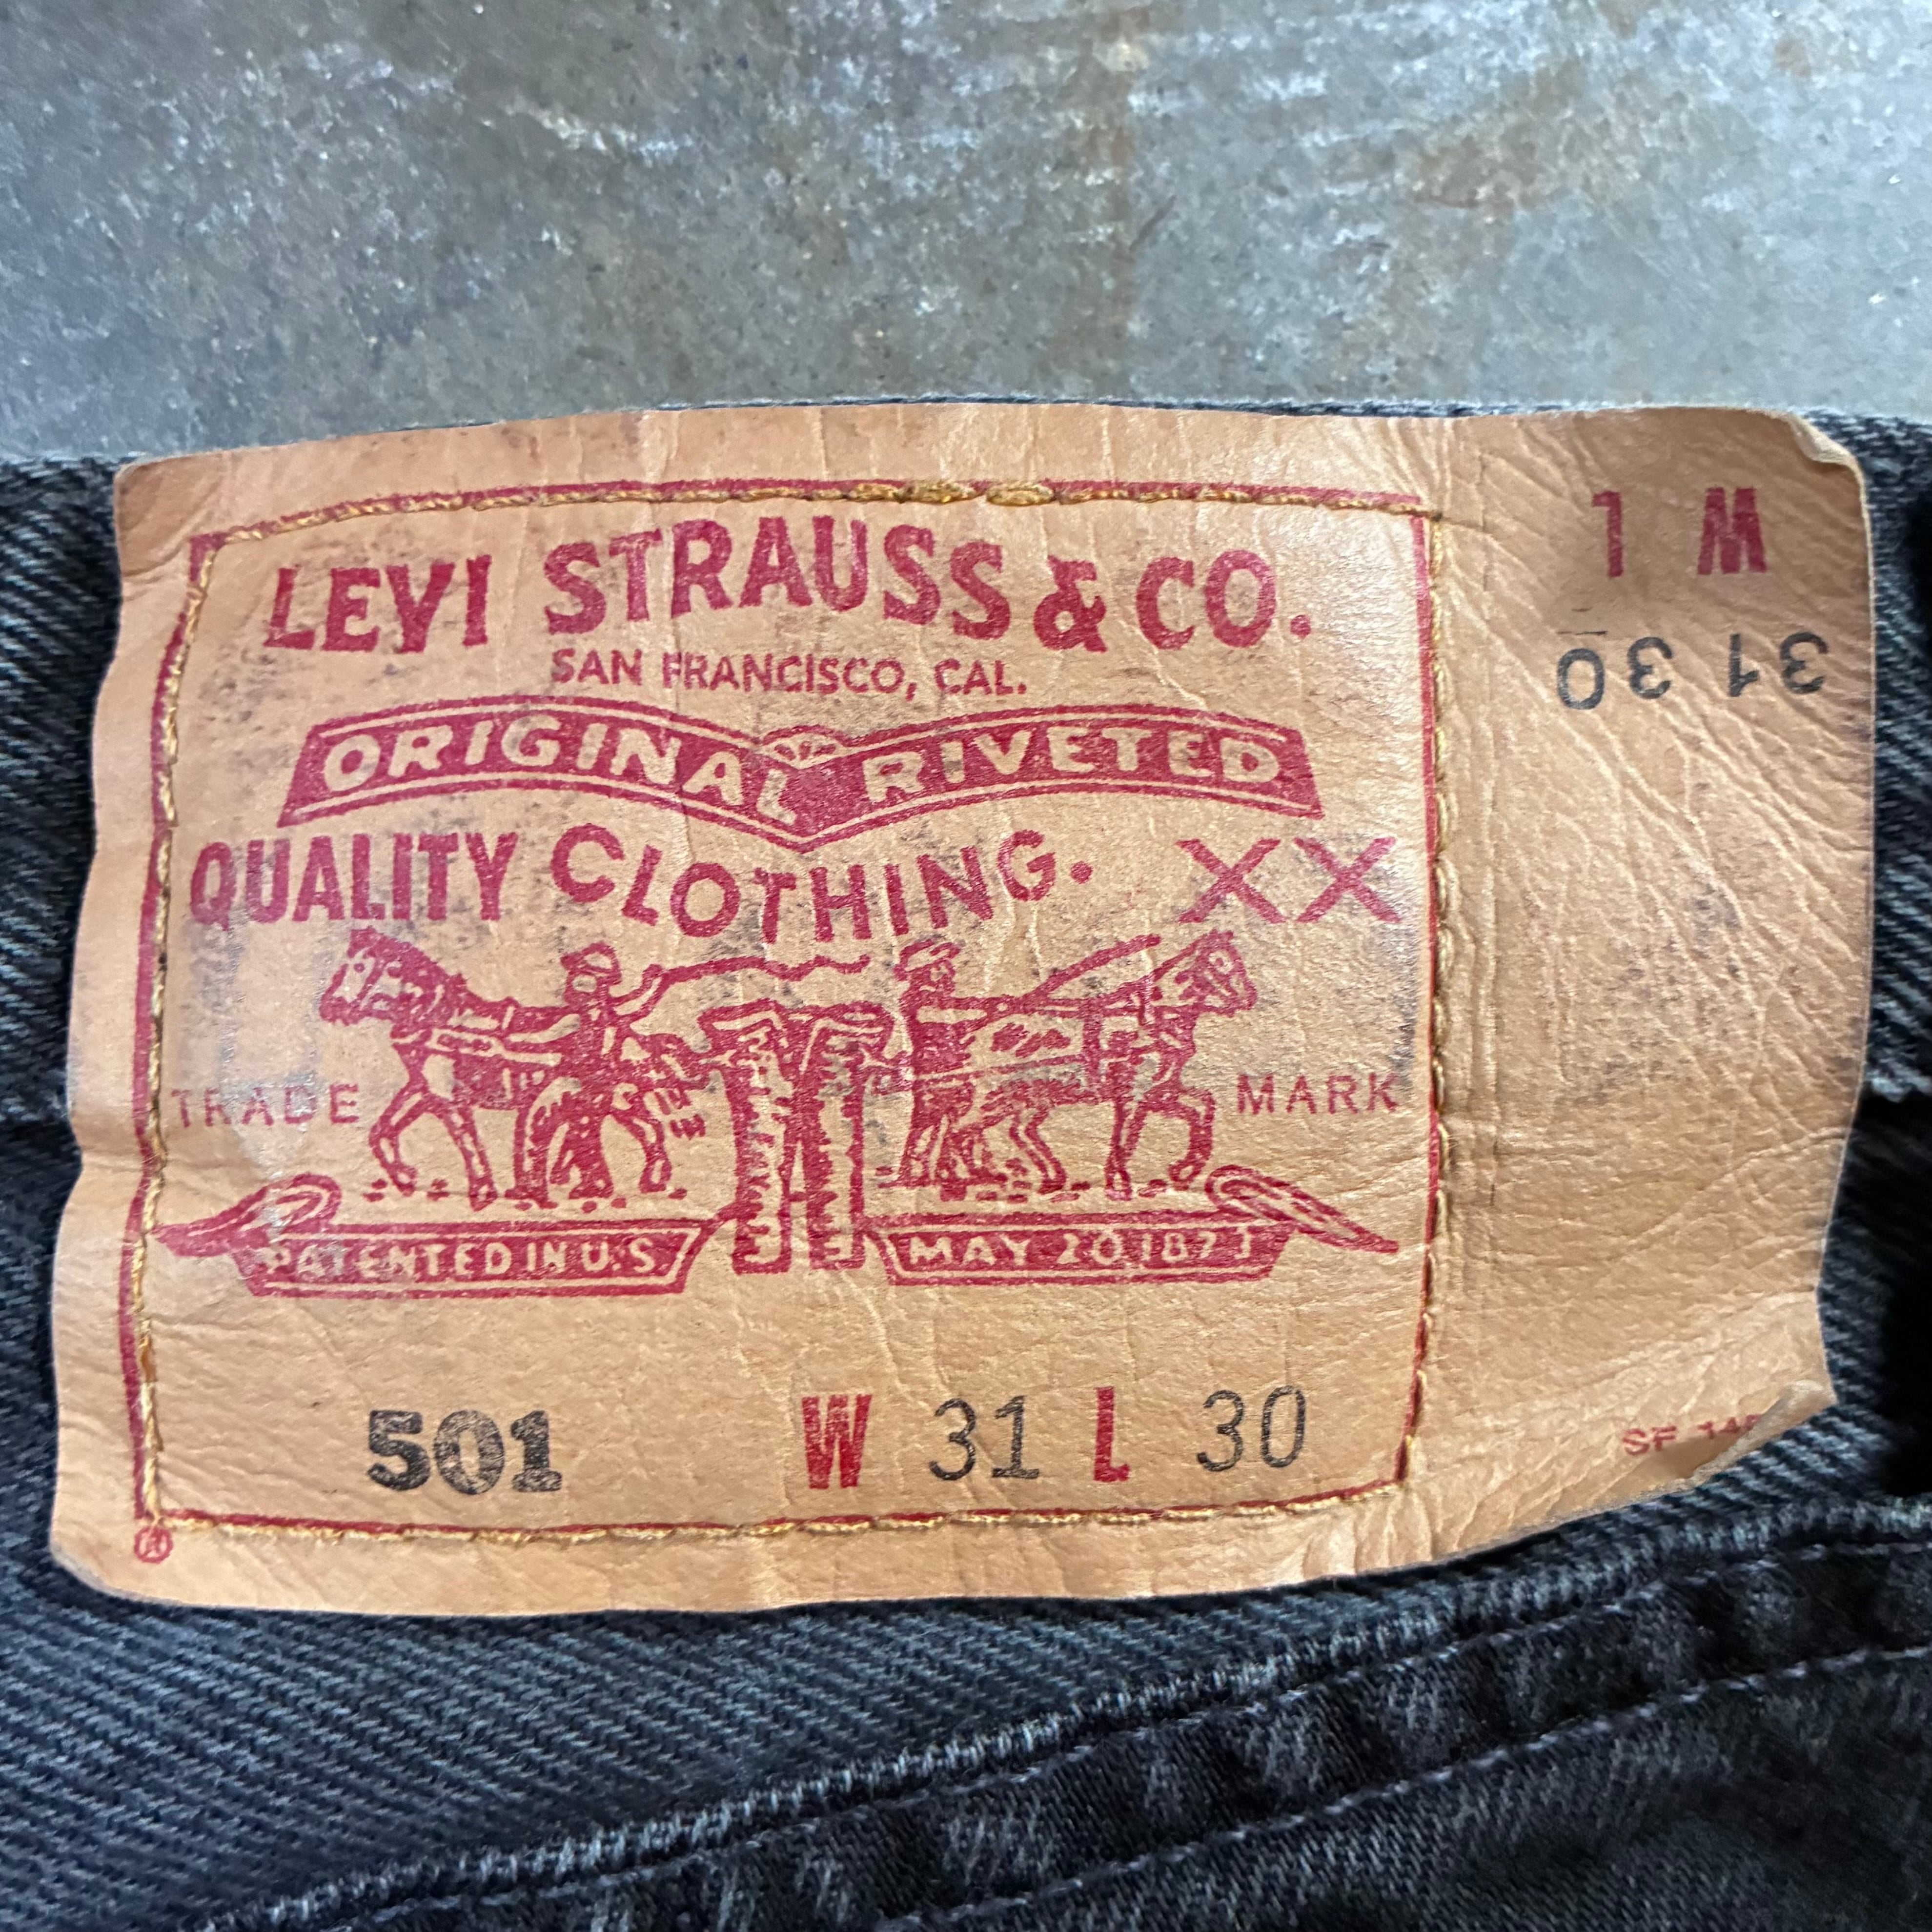 LEVI STRAUSS & CO.
SAN FRANCISCO, CAL.
ORIGINAL RIVETED
QUALITY CLOTHING. XX
TRADE MARK
PATENTED IN U.S. MAY 20 1873
501 W 31 L 30
®
W L
31 30
SF